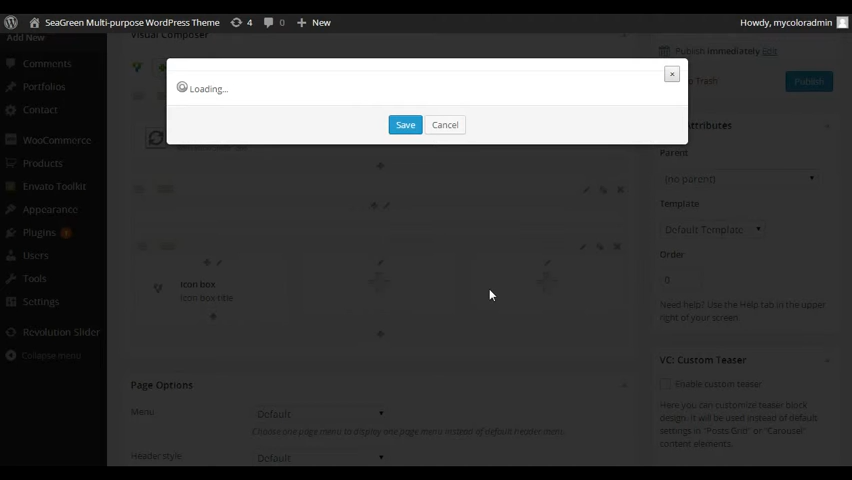 SeaGreen Multi-purpose WordPress Theme 4 0 New Howdy, mycoloradmin
Add New
Visual Composer
Comments
Publish immediately Edit
Portfolios
Trash
Publish
Loading...
×
Contact
Save Cancel
Attributes
WooCommerce
Parent
Products
(no parent)
Envato Toolkit
Template
Appearance
Plugins
Default Template
Users
Order
Tools
0
Icon box
Icon box title
Settings
Need help? Use the Help tab in the upper
right of your screen.
Revolution Slider
Collapse menu
VC: Custom Teaser
Page Options
Enable custom teaser
Menu
Default
Here you can customize teaser block
design. It will be used instead of default
settings in "Posts Grid" or "Carousel"
content elements.
Choose one page menu to display one page menu instead of default header menu
Header style
Default